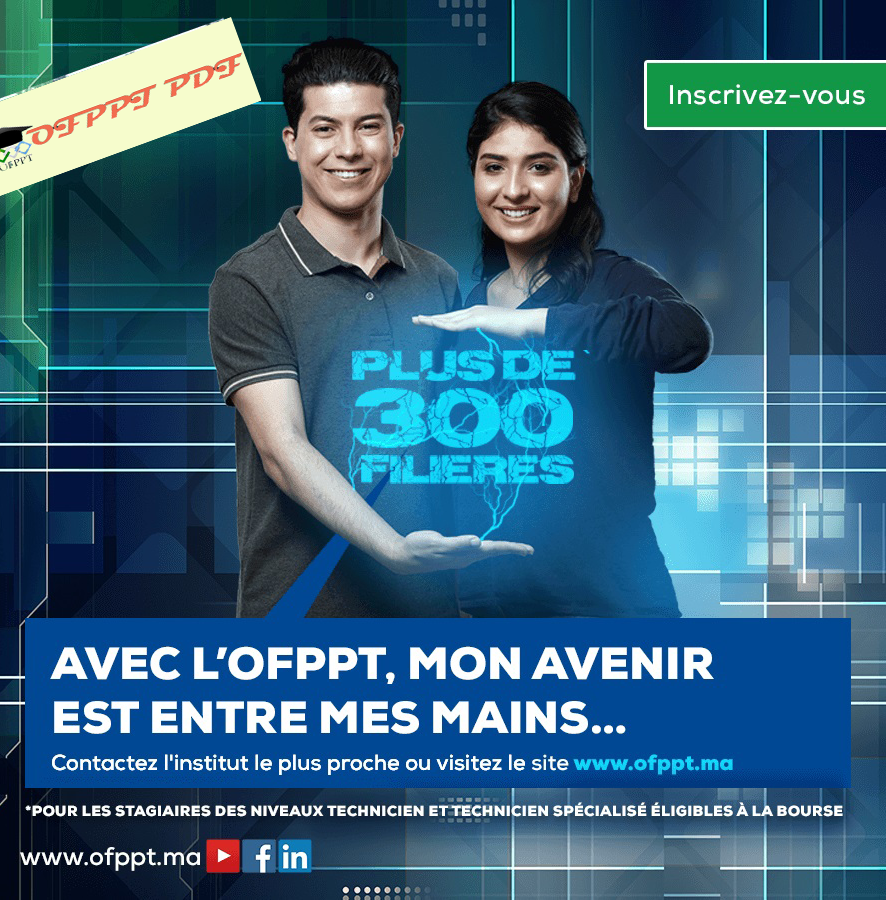 OFPPT PDF
OFPPT
Inscrivez-vous
PLUS DE
300
FILIERES
AVEC L'OFPPT, MON AVENIR
EST ENTRE MES MAINS...
Contactez l'institut le plus proche ou visitez le site www.ofppt.ma
*POUR LES STAGIAIRES DES NIVEAUX TECHNICIEN ET TECHNICIEN SPÉCIALISÉ ÉLIGIBLES À LA BOURSE
www.ofppt.ma